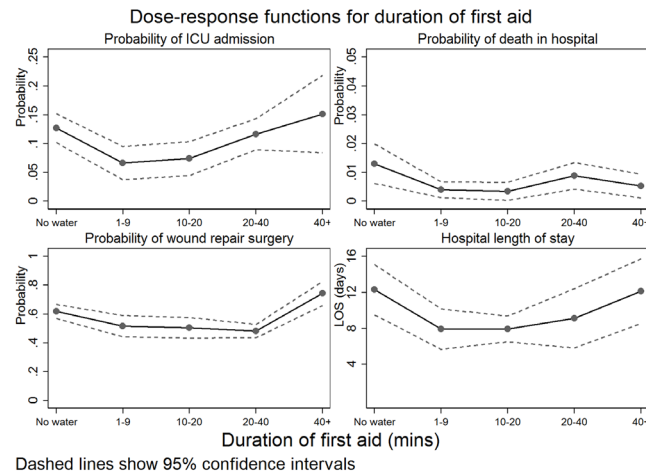 Dose-response functions for duration of first aid
Probability of ICU admission
Probability
.25
.2
.15
.1
.05
0
No water 1-9 10-20 20-40 40+
Probability of death in hospital
Probability
.05
.04
.03
.02
.01
0
No water 1-9 10-20 20-40 40+
Probability of wound repair surgery
Probability
1
.8
.6
.4
.2
0
No water 1-9 10-20 20-40 40+
Hospital length of stay
LOS (days)
16
12
8
4
No water 1-9 10-20 20-40 40+
Duration of first aid (mins)
Dashed lines show 95% confidence intervals